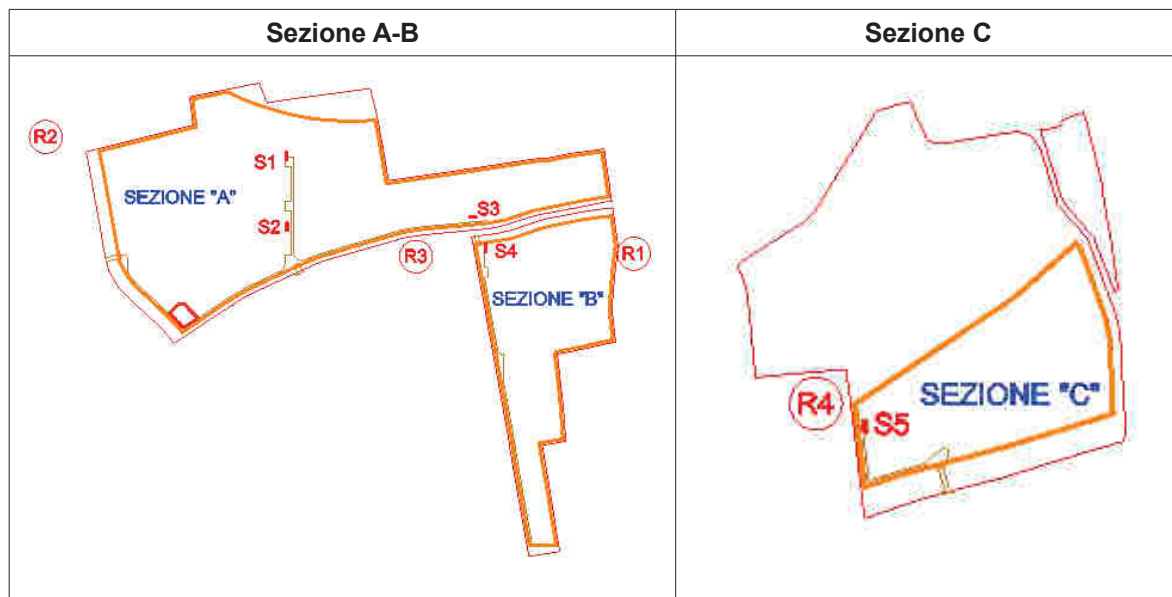 Sezione A-B
Sezione C
R2
S1
SEZIONE "A"
S2
S3
R3
S4
R1
SEZIONE "B"
SEZIONE "C"
R4
S5